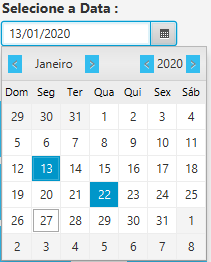 Selecione a Data :
13/01/2020
< Janeiro > < 2020 >
Dom Seg Ter Qua Qui Sex Sáb
29 30 31 1 2 3 4
5 6 7 8 9 10 11
12 13 14 15 16 17 18
19 20 21 22 23 24 25
26 27 28 29 30 31 1
2 3 4 5 6 7 8